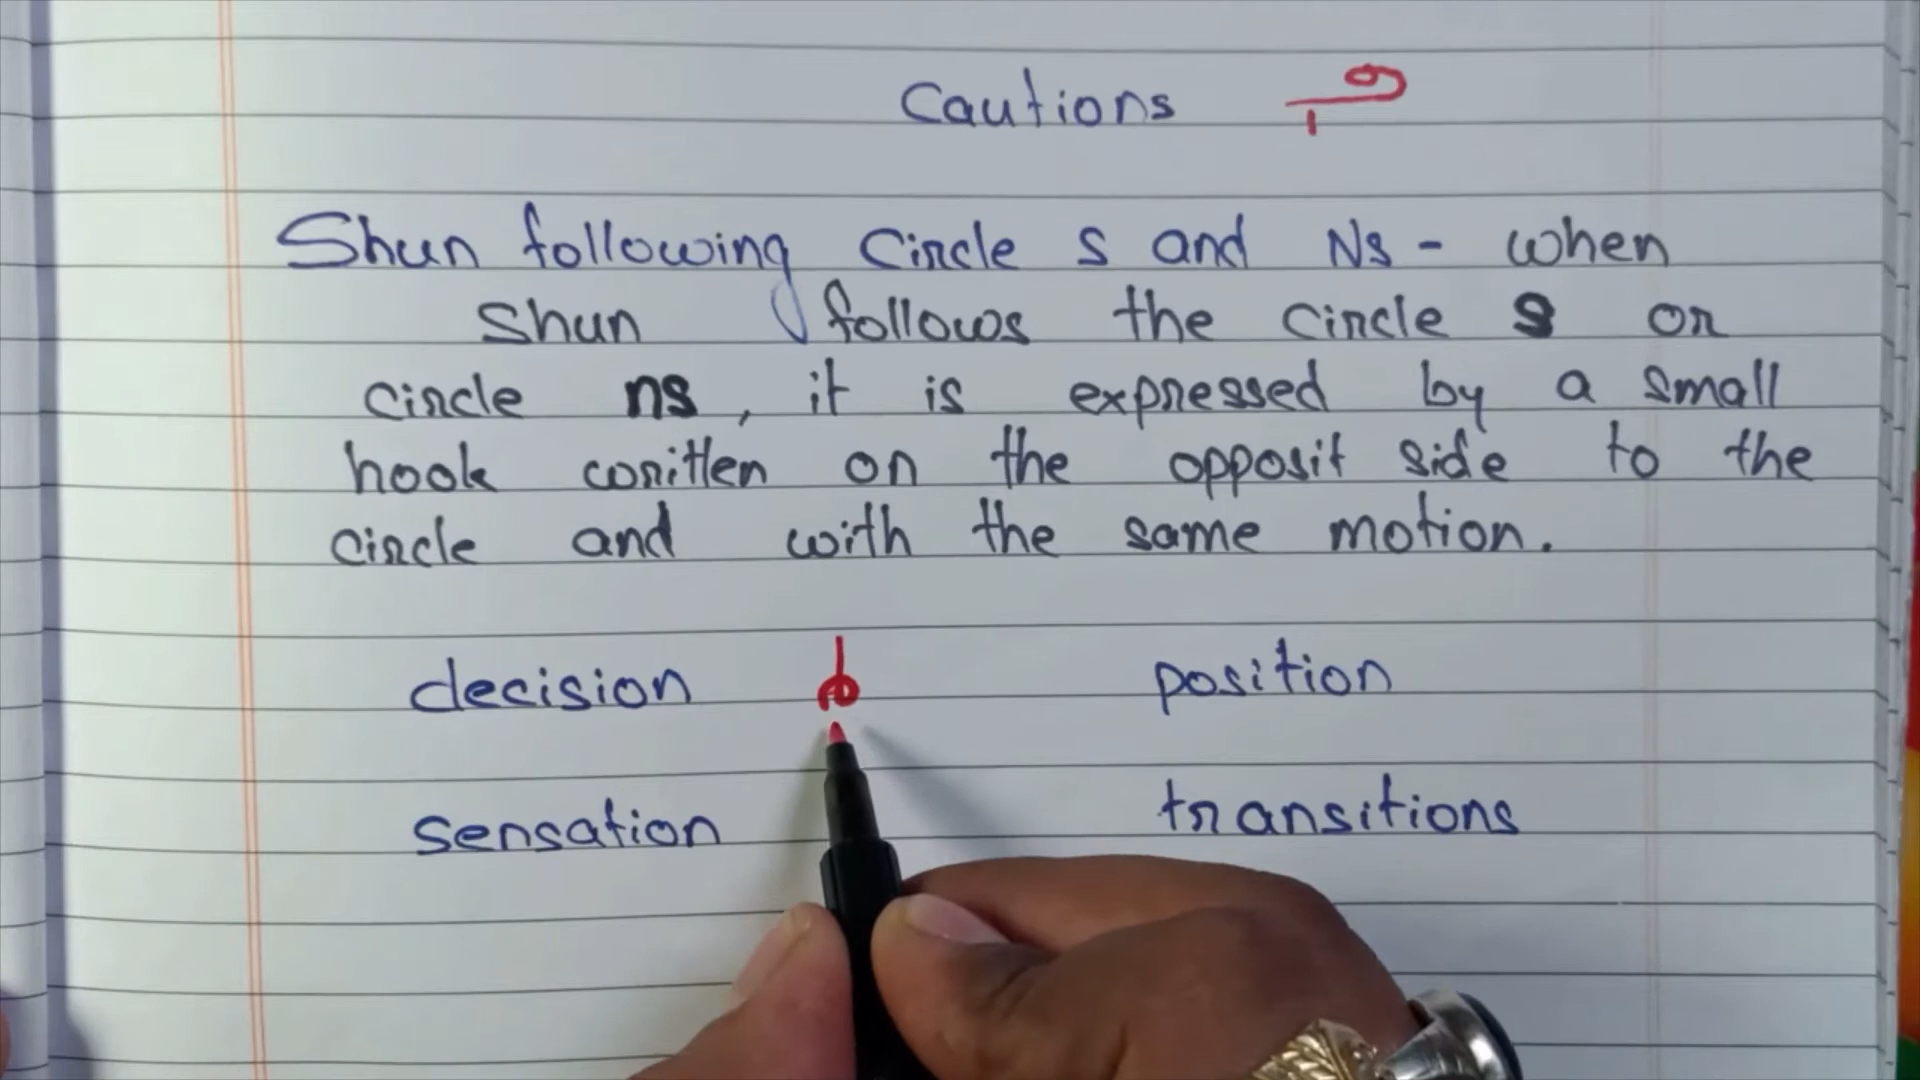 Cautions
Shun following Circle S and Ns - when
Shun follows the circle S or
circle ns, it is expressed by a small
hook written on the opposit side to the
circle and with the same motion.
decision position
sensation transitions